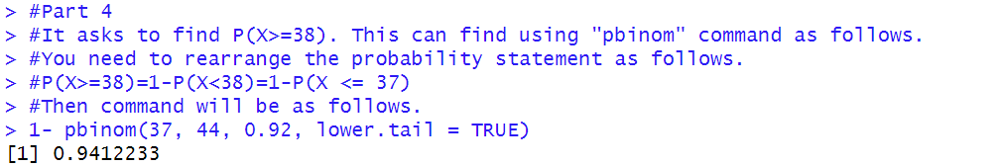 > #Part 4
> #It asks to find P(X>=38). This can find using "pbinom" command as follows.
> #You need to rearrange the probability statement as follows.
> #P(X>=38)=1-P(X<38)=1-P(X <= 37)
> #Then command will be as follows.
> 1- pbinom(37, 44, 0.92, lower.tail = TRUE)
[1] 0.9412233